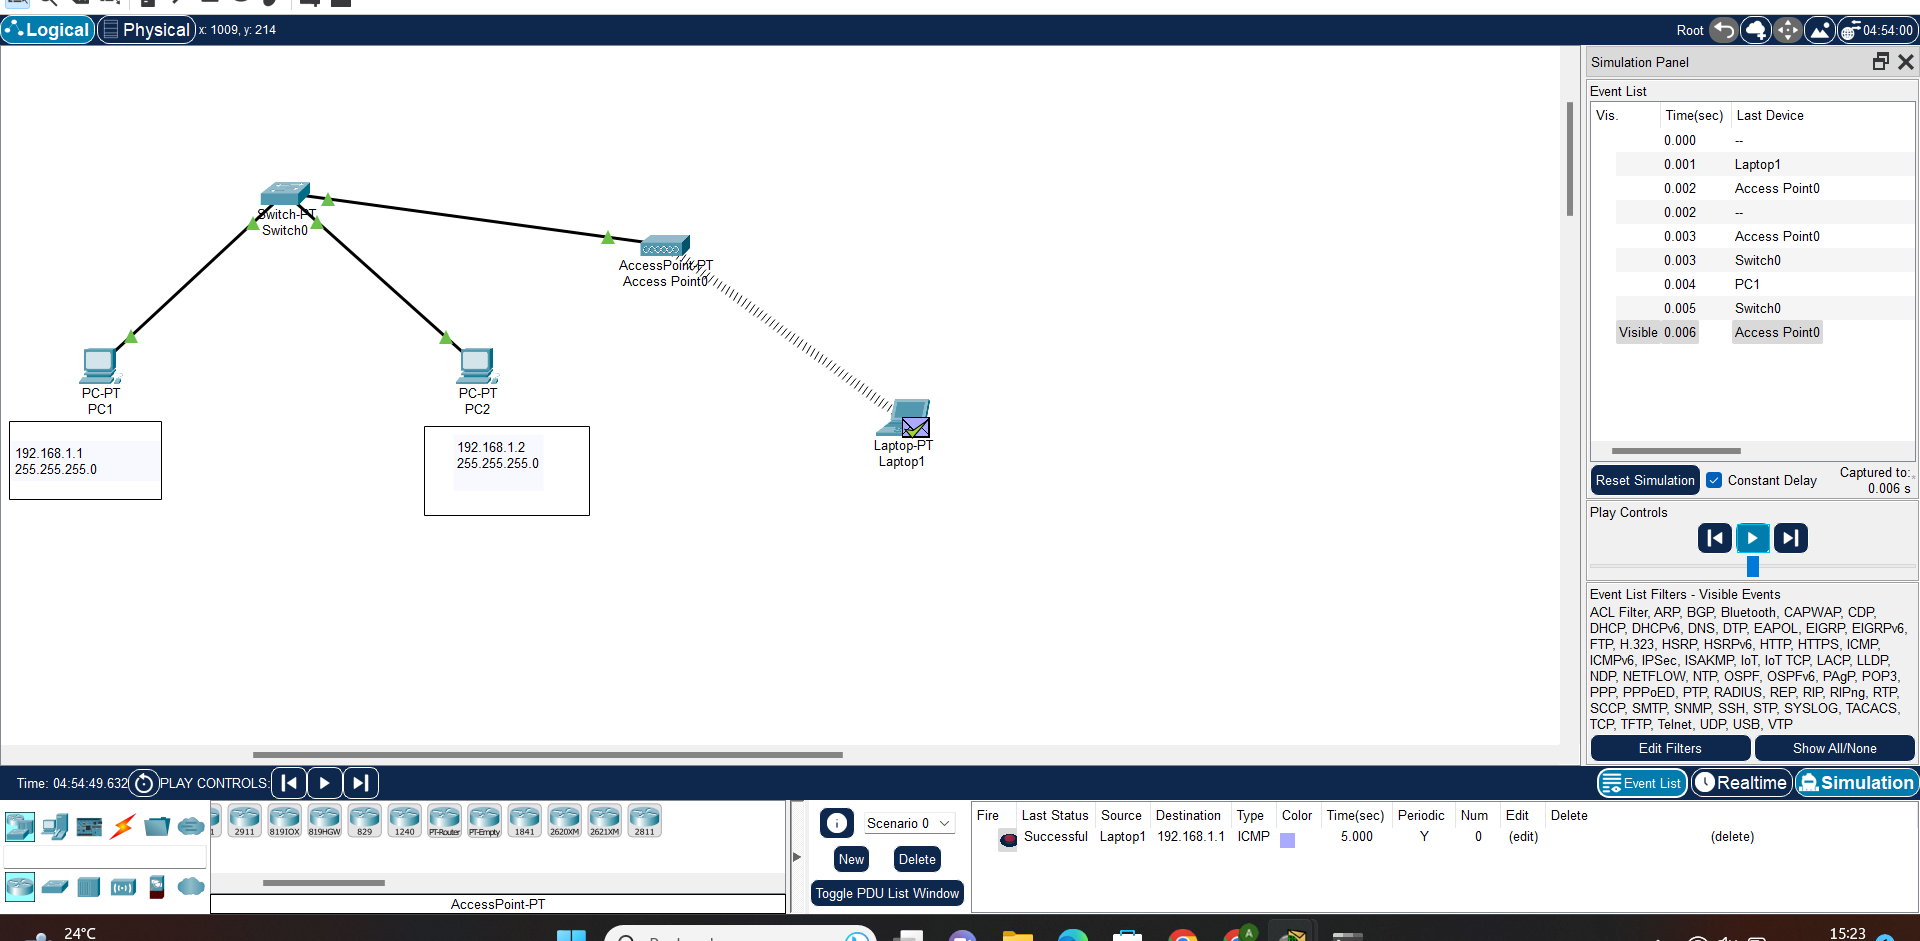 Logical
Physical
x: 1009, y: 214
Root
04:54:00
Simulation Panel
Event List
Vis. Time(sec) Last Device
0.000 --
0.001 Laptop1
0.002 Access Point0
0.002 --
0.003 Access Point0
0.003 Switch0
0.004 PC1
0.005 Switch0
Visible 0.006 Access Point0
Switch-PT
Switch0
AccessPoint-PT
Access Point0
PC-PT
PC1
PC-PT
PC2
192.168.1.1
255.255.255.0
192.168.1.2
255.255.255.0
Laptop-PT
Laptop1
Reset Simulation
Constant Delay
Captured to:
0.006 s
Play Controls
Event List Filters - Visible Events
ACL Filter, ARP, BGP, Bluetooth, CAPWAP, CDP,
DHCP, DHCPv6, DNS, DTP, EAPOL, EIGRP, EIGRPv6,
FTP, H.323, HSRP, HSRPv6, HTTP, HTTPS, ICMP,
ICMPv6, IPSec, ISAKMP, IoT, IoT TCP, LACP, LLDP,
NDP, NETFLOW, NTP, OSPF, OSPFv6, PAgP, POP3,
PPP, PPPoED, PTP, RADIUS, REP, RIP, RIPng, RTP,
SCCP, SMTP, SNMP, SSH, STP, SYSLOG, TACACS,
TCP, TFTP, Telnet, UDP, USB, VTP
Edit Filters
Show All/None
Time: 04:54:49.632
PLAY CONTROLS:
Event List
Realtime
Simulation
1 2911 819IOX 819HGW 829 1240 PT-Router PT-Empty 1841 2620XM 2621XM 2811
AccessPoint-PT
Scenario 0
New
Delete
Toggle PDU List Window
Fire Last Status Source Destination Type Color Time(sec) Periodic Num Edit Delete
Successful Laptop1 192.168.1.1 ICMP 5.000 Y 0 (edit) (delete)
24°C
A
15:23